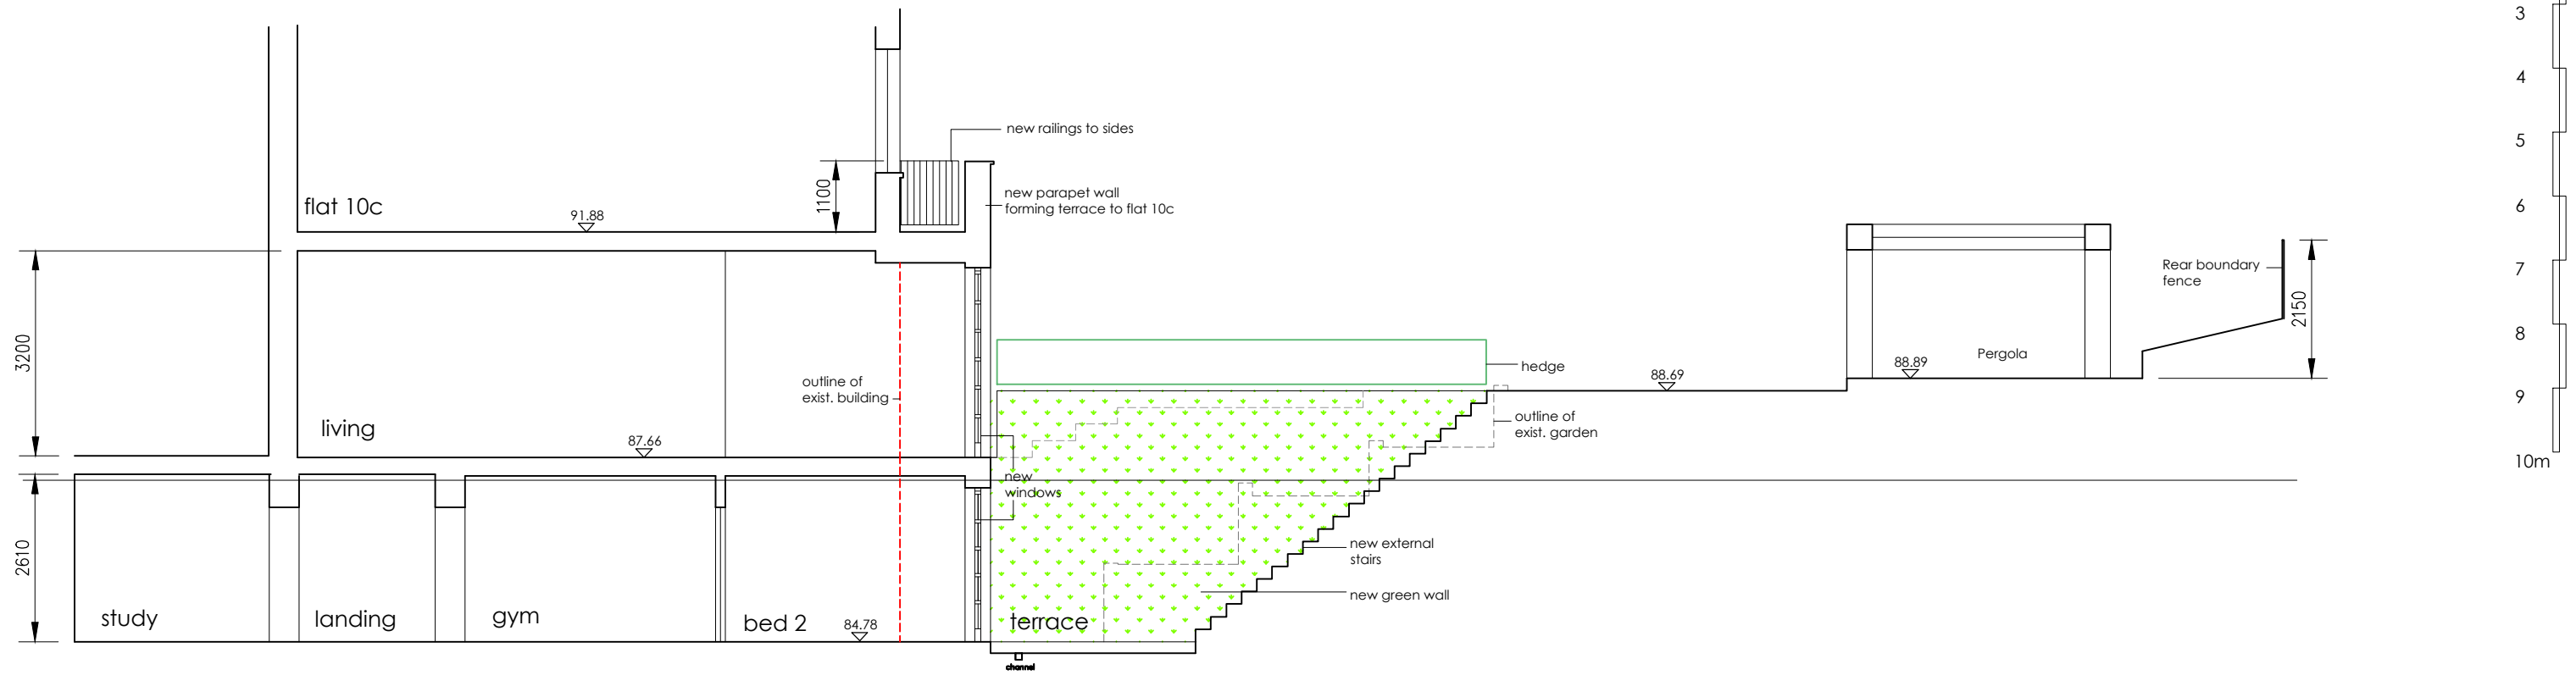 3
4
5
6
7
8
9
10m
new railings to sides
1100
new parapet wall
forming terrace to flat 10c
flat 10c
91.88
Rear boundary
fence
2150
3200
hedge
88.69
88.89
Pergola
outline of
exist. building
outline of
exist. garden
living
87.66
new
windows
2610
new external
stairs
new green wall
study
landing
gym
bed 2
84.78
terrace
channel